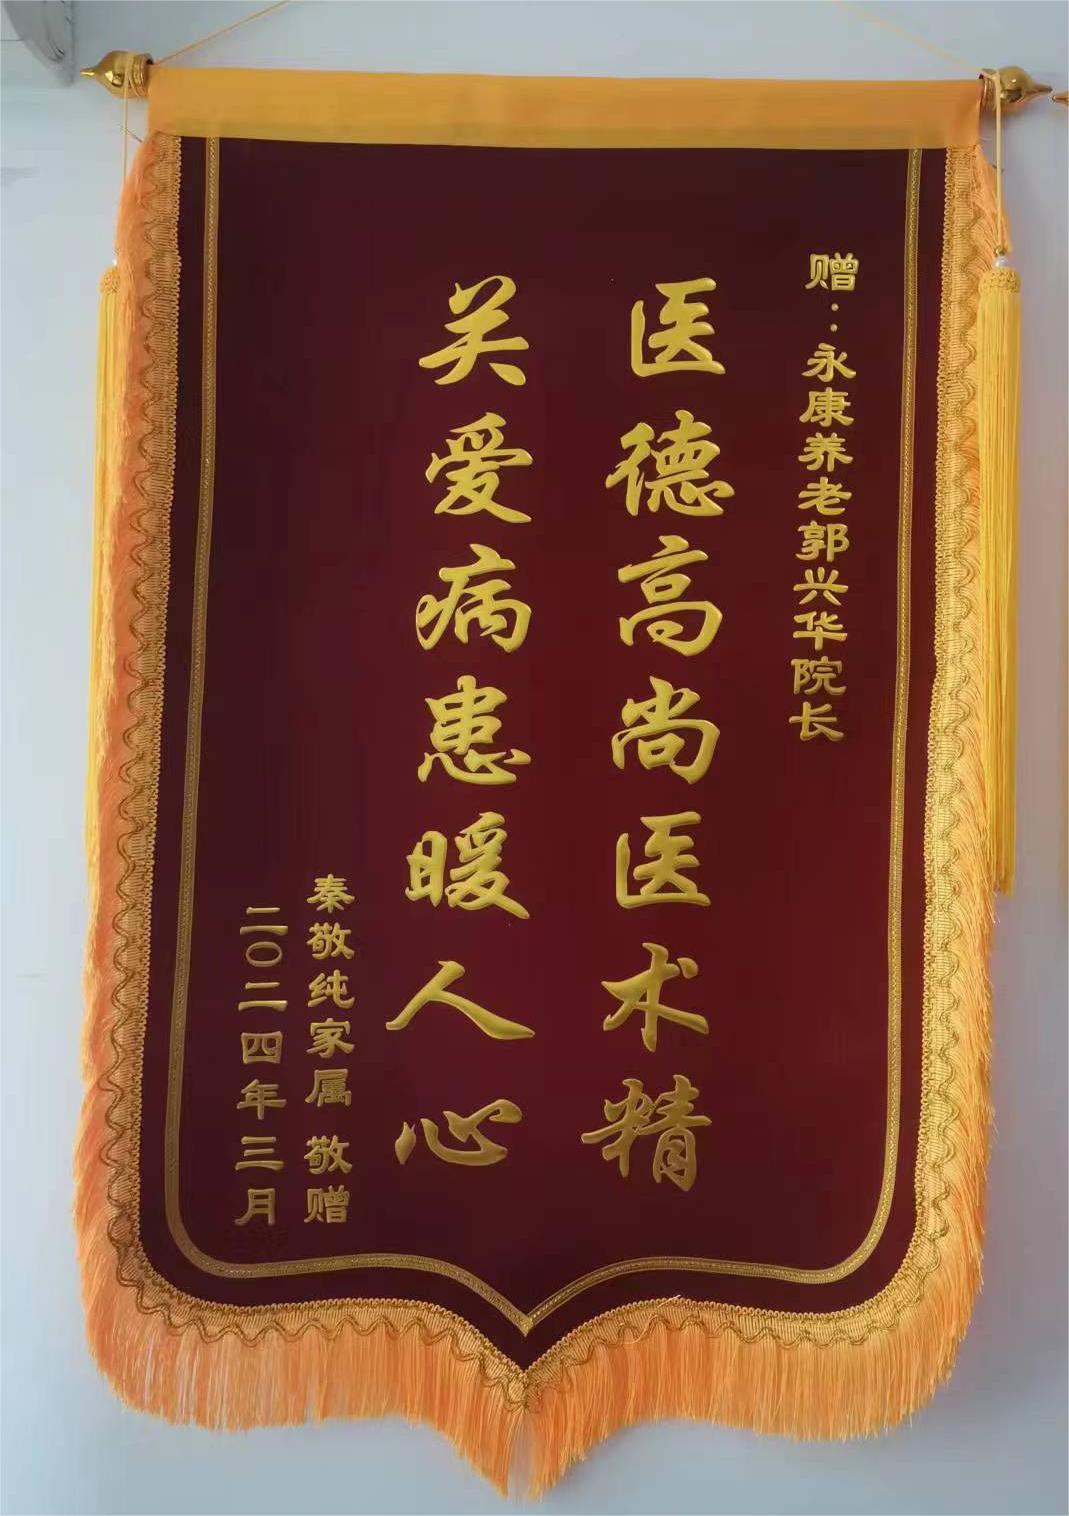 赠：永康养老郭兴华院长
医德高尚医术精
关爱病患暖人心
秦敬纯家属 敬赠
二〇二四年三月